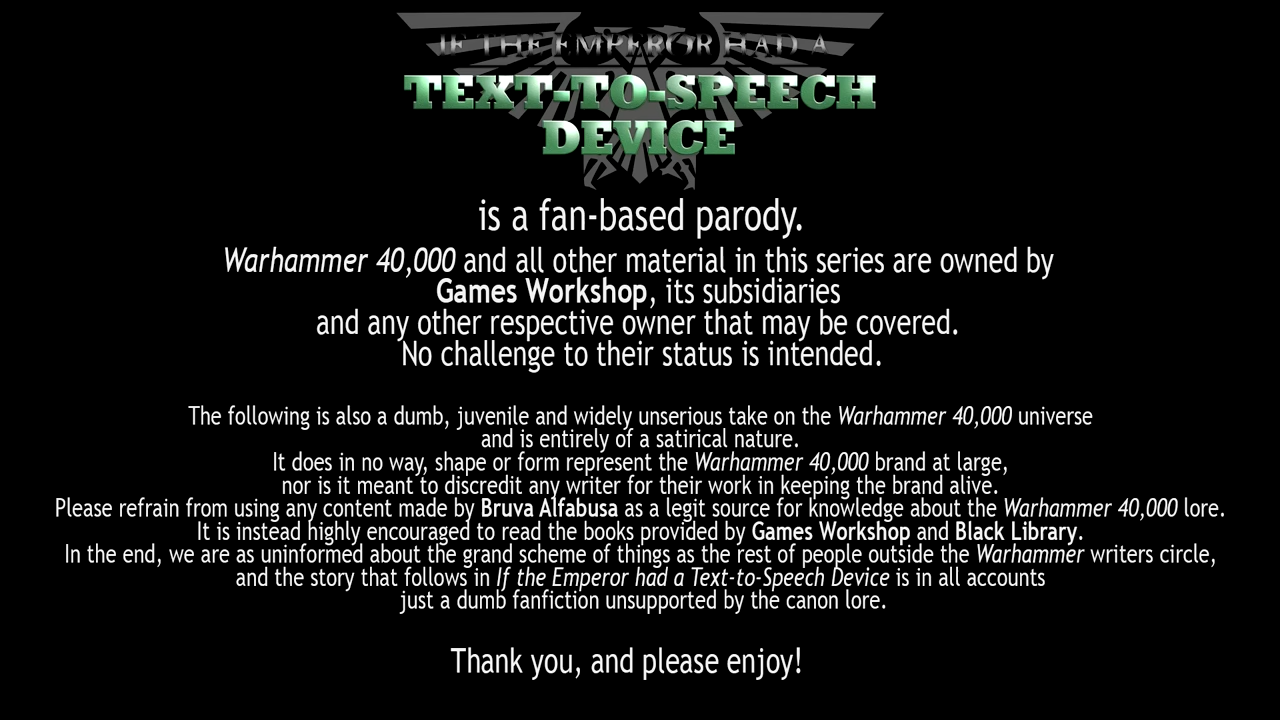 IF THE EMPEROR HAD A
TEXT-TO-SPEECH
DEVICE
is a fan-based parody.
Warhammer 40,000 and all other material in this series are owned by
Games Workshop, its subsidiaries
and any other respective owner that may be covered.
No challenge to their status is intended.
The following is also a dumb, juvenile and widely unserious take on the Warhammer 40,000 universe
and is entirely of a satirical nature.
It does in no way, shape or form represent the Warhammer 40,000 brand at large,
nor is it meant to discredit any writer for their work in keeping the brand alive.
Please refrain from using any content made by Bruva Alfabusa as a legit source for knowledge about the Warhammer 40,000 lore.
It is instead highly encouraged to read the books provided by Games Workshop and Black Library.
In the end, we are as uninformed about the grand scheme of things as the rest of people outside the Warhammer writers circle,
and the story that follows in If the Emperor had a Text-to-Speech Device is in all accounts
just a dumb fanfiction unsupported by the canon lore.
Thank you, and please enjoy!